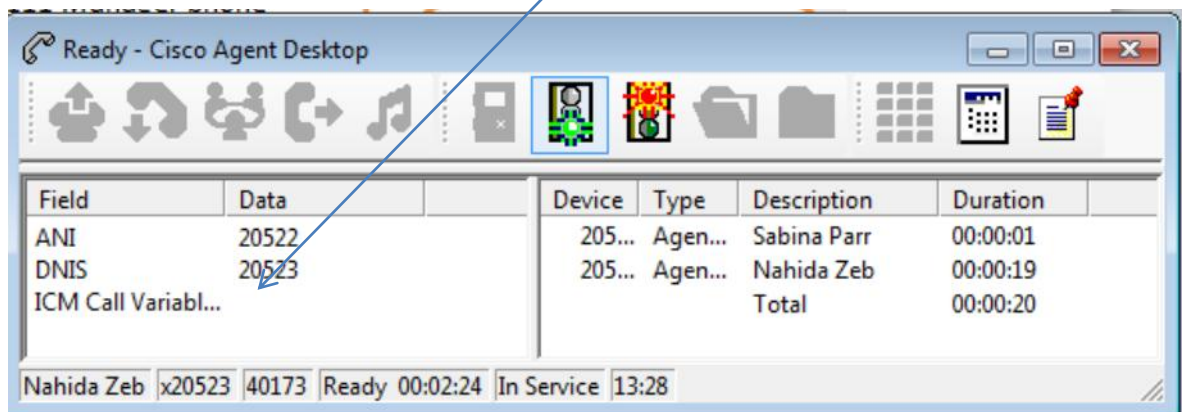 Ready - Cisco Agent Desktop
Field Data Device Type Description Duration
ANI 20522 205... Agen... Sabina Parr 00:00:01
DNIS 20523 205... Agen... Nahida Zeb 00:00:19
ICM Call Variabl... Total 00:00:20
Nahida Zeb x20523 40173 Ready 00:02:24 In Service 13:28